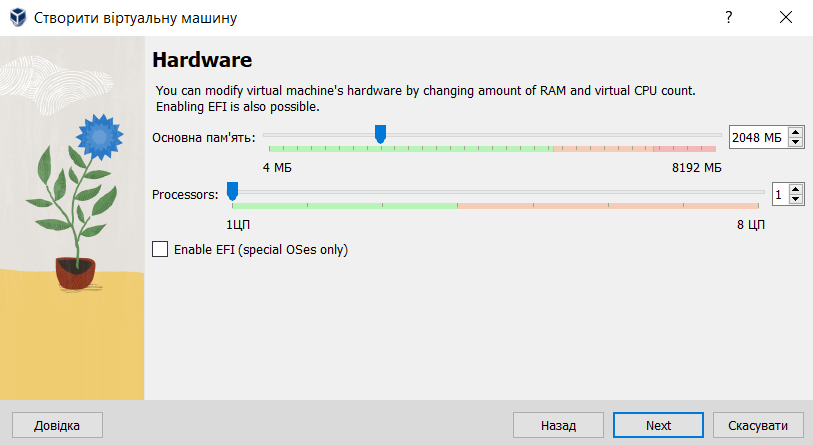 Створити віртуальну машину
?
Hardware
You can modify virtual machine's hardware by changing amount of RAM and virtual CPU count.
Enabling EFI is also possible.
Основна пам'ять:
2048 МБ
4 МБ
8192 МБ
Processors:
1
1ЦП
8 ЦП
Enable EFI (special OSes only)
Довідка
Назад
Next
Скасувати